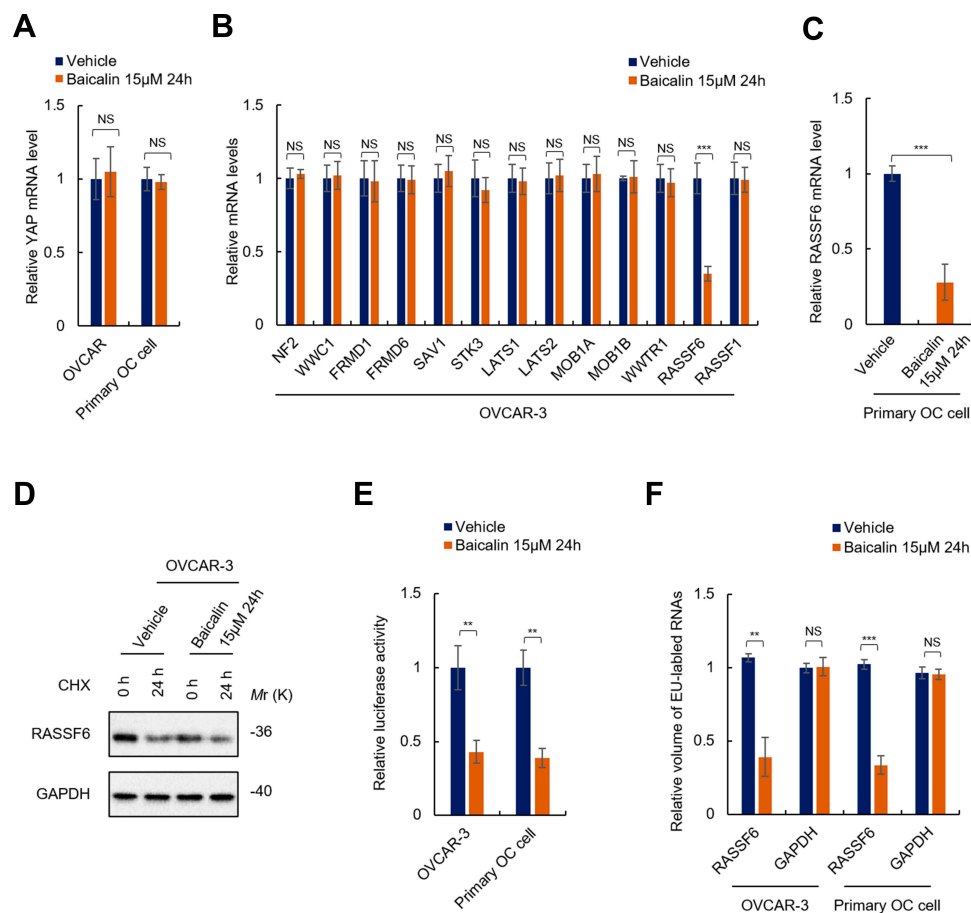 A
Vehicle
Baicalin 15μM 24h
Relative YAP mRNA level
1.5
1
0.5
0
NS
NS
OVCAR
Primary OC cell
B
Vehicle
Baicalin 15μM 24h
Relative mRNA levels
1.5
1
0.5
0
NS NS NS NS NS NS NS NS NS NS NS *** NS
NF2
WWC1
FRMD1
FRMD6
SAV1
STK3
LATS1
LATS2
MOB1A
MOB1B
WWTR1
RASSF6
RASSF1
OVCAR-3
C
Vehicle
Baicalin 15μM 24h
Relative RASSF6 mRNA level
1.5
1
0.5
0
***
Vehicle
Baicalin
15μM 24h
Primary OC cell
D
OVCAR-3
Vehicle
Baicalin
15μM 24h
CHX
0 h
24 h
0 h
24 h
Mr (K)
RASSF6
-36
GAPDH
-40
E
Vehicle
Baicalin 15μM 24h
Relative luciferase activity
1.5
1
0.5
0
**
**
OVCAR-3
Primary OC cell
F
Vehicle
Baicalin 15μM 24h
Relative volume of EU-labled RNAs
1.5
1
0.5
0
**
NS
***
NS
RASSF6
GAPDH
RASSF6
GAPDH
OVCAR-3
Primary OC cell